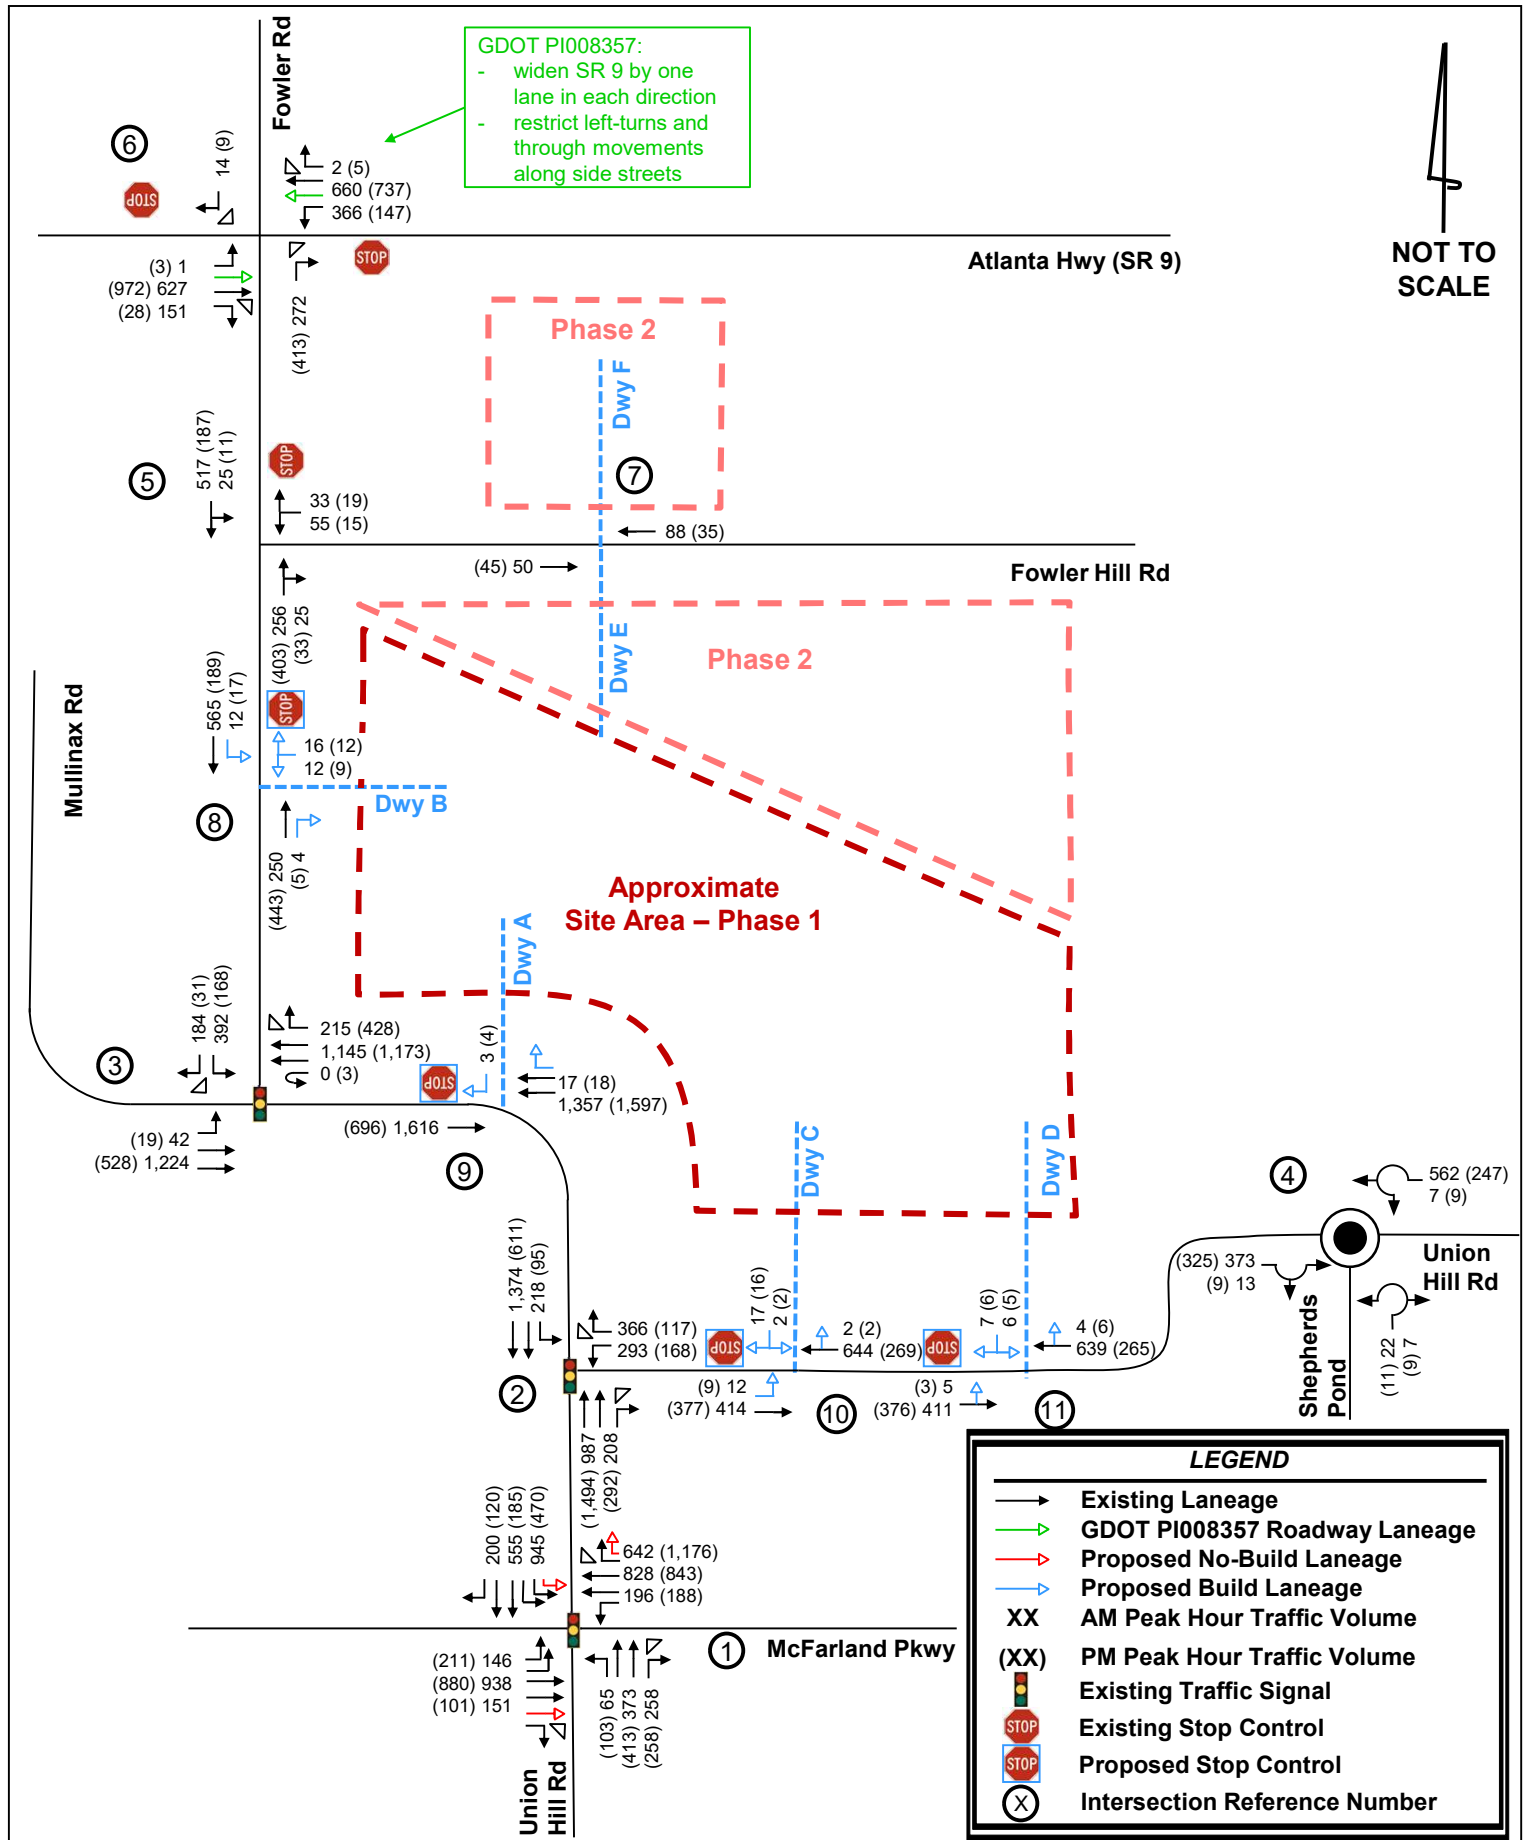 Fowler Rd
GDOT PI008357:
- widen SR 9 by one
lane in each direction
- restrict left-turns and
through movements
along side streets
6
STOP
14 (9)
2 (5)
660 (737)
366 (147)
NOT TO
SCALE
Atlanta Hwy (SR 9)
STOP
(3) 1
(972) 627
(28) 151
(413) 272
Phase 2
Dwy F
7
5
517 (187)
25 (11)
STOP
33 (19)
55 (15)
88 (35)
(45) 50
Fowler Hill Rd
(403) 256
(33) 25
Dwy E
Phase 2
Mullinax Rd
565 (189)
12 (17)
STOP
16 (12)
12 (9)
Dwy B
8
(443) 250
(5) 4
Approximate
Site Area – Phase 1
Dwy A
184 (31)
392 (168)
215 (428)
1,145 (1,173)
0 (3)
3
STOP
3 (4)
17 (18)
1,357 (1,597)
(19) 42
(528) 1,224
(696) 1,616
9
Dwy C
Dwy D
4
562 (247)
7 (9)
Union
Hill Rd
(325) 373
(9) 13
Shepherds
Pond
(11) 22
(9) 7
1,374 (611)
218 (95)
366 (117)
293 (168)
STOP
17 (16)
2 (2)
2 (2)
644 (269)
STOP
7 (6)
6 (5)
4 (6)
639 (265)
2
(9) 12
(377) 414
10
(3) 5
(376) 411
11
(1,494) 987
(292) 208
200 (120)
555 (185)
945 (470)
642 (1,176)
828 (843)
196 (188)
1
McFarland Pkwy
(211) 146
(880) 938
(101) 151
(103) 65
(413) 373
(258) 258
Union
Hill Rd
LEGEND
Existing Laneage
GDOT PI008357 Roadway Laneage
Proposed No-Build Laneage
Proposed Build Laneage
XX AM Peak Hour Traffic Volume
(XX) PM Peak Hour Traffic Volume
Existing Traffic Signal
STOP Existing Stop Control
STOP Proposed Stop Control
X Intersection Reference Number